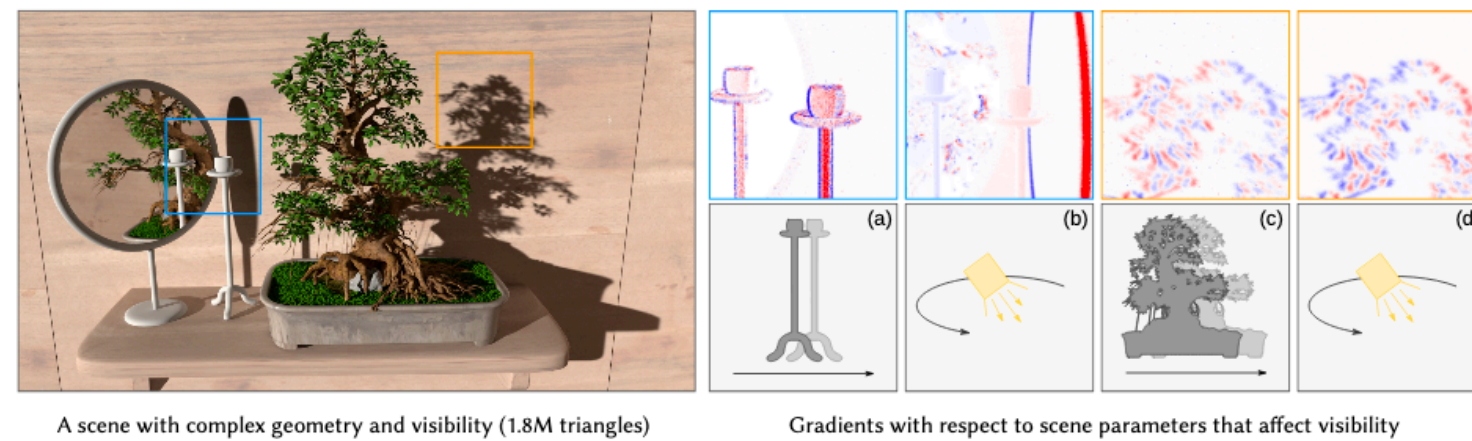 (a)
(b)
(c)
(d
A scene with complex geometry and visibility (1.8M triangles)
Gradients with respect to scene parameters that affect visibility